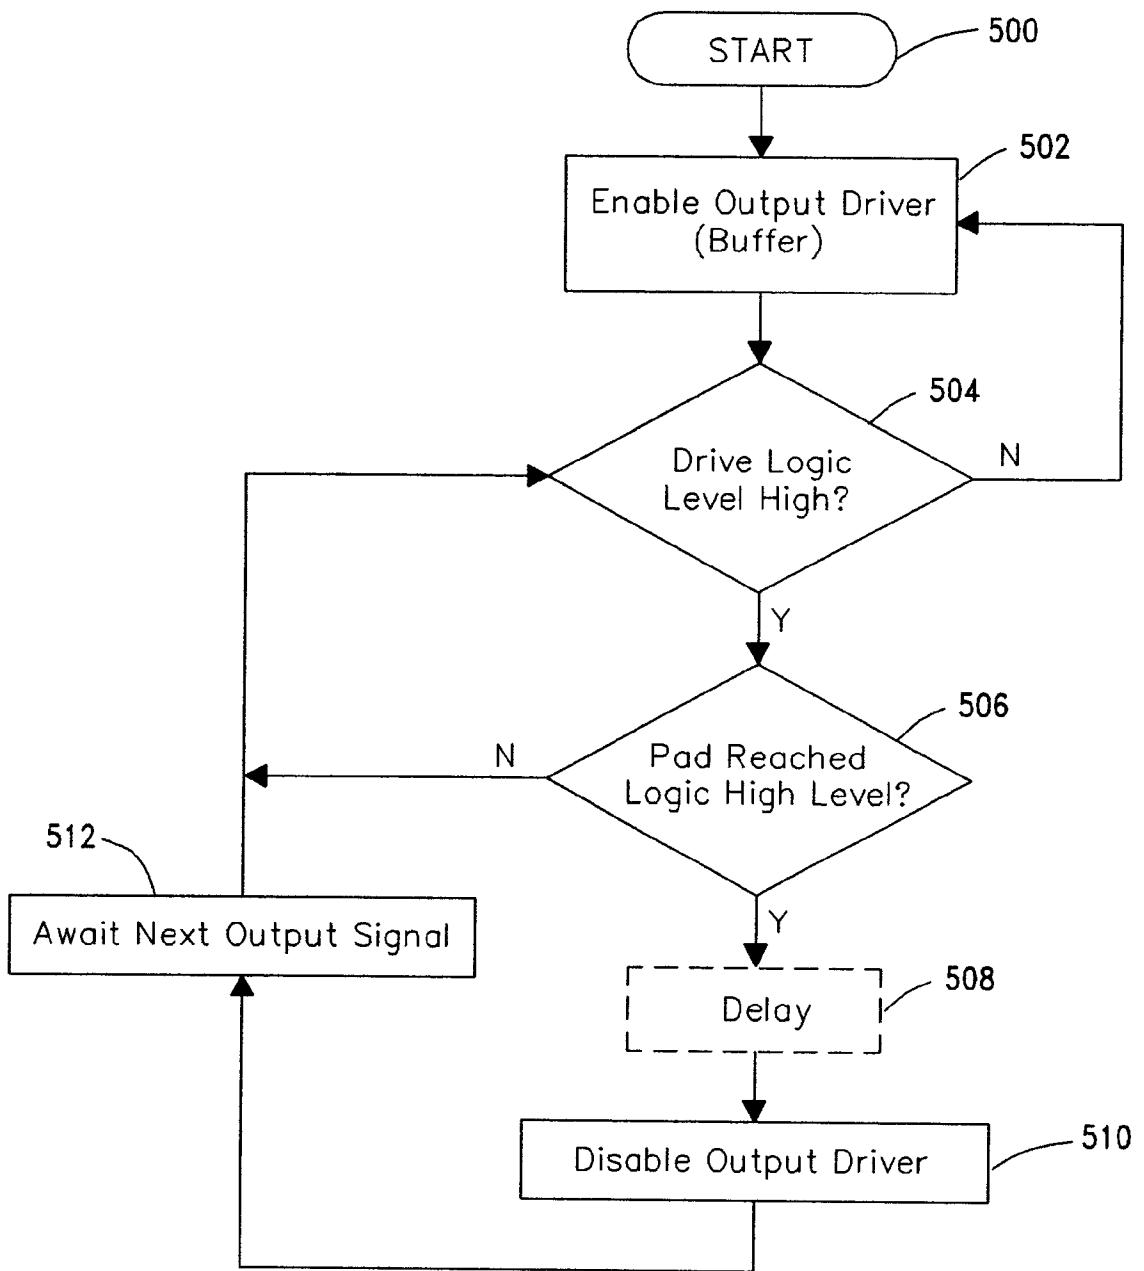 START
500
502
Enable Output Driver
(Buffer)
504
Drive Logic
Level High?
N
Y
506
Pad Reached
Logic High Level?
N
512
Y
Await Next Output Signal
508
Delay
510
Disable Output Driver